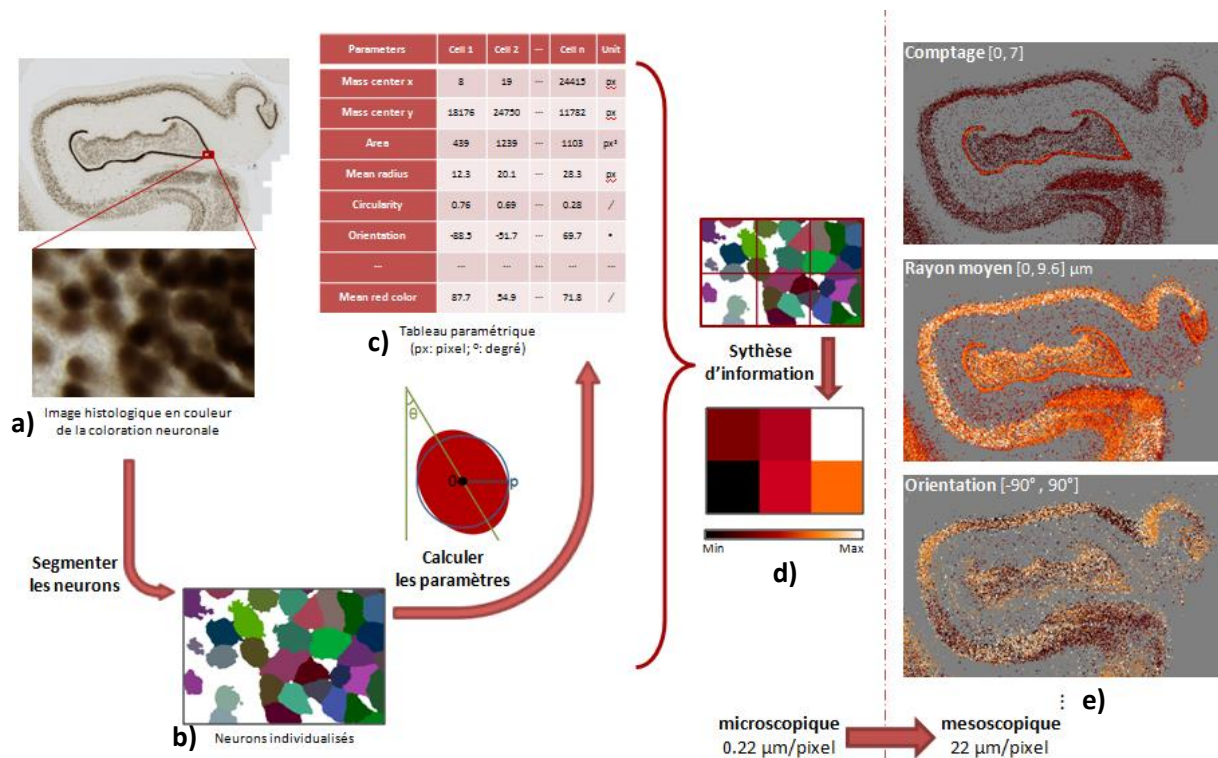 a)
Image histologique en couleur
de la coloration neuronale
Segmenter
les neurons
b)
Neurons individualisés
Calculer
les paramètres
θ
O
p
Parameters Cell 1 Cell 2 ... Cell n Unit
Mass center x 8 19 ... 24415 px
Mass center y 18176 24750 ... 11782 px
Area 439 1239 ... 1103 px²
Mean radius 12.3 20.1 ... 28.3 px
Circularity 0.76 0.69 ... 0.28 /
Orientation -88.5 -51.7 ... 69.7 °
... ... ... ... ... ...
Mean red color 87.7 54.9 ... 71.8 /
c)
Tableau paramétrique
(px: pixel; °: degré)
Sythèse
d'information
Min Max
d)
Comptage [0, 7]
Rayon moyen [0, 9.6] µm
Orientation [-90° , 90°]
⋮
e)
microscopique
0.22 µm/pixel
mesoscopique
22 µm/pixel